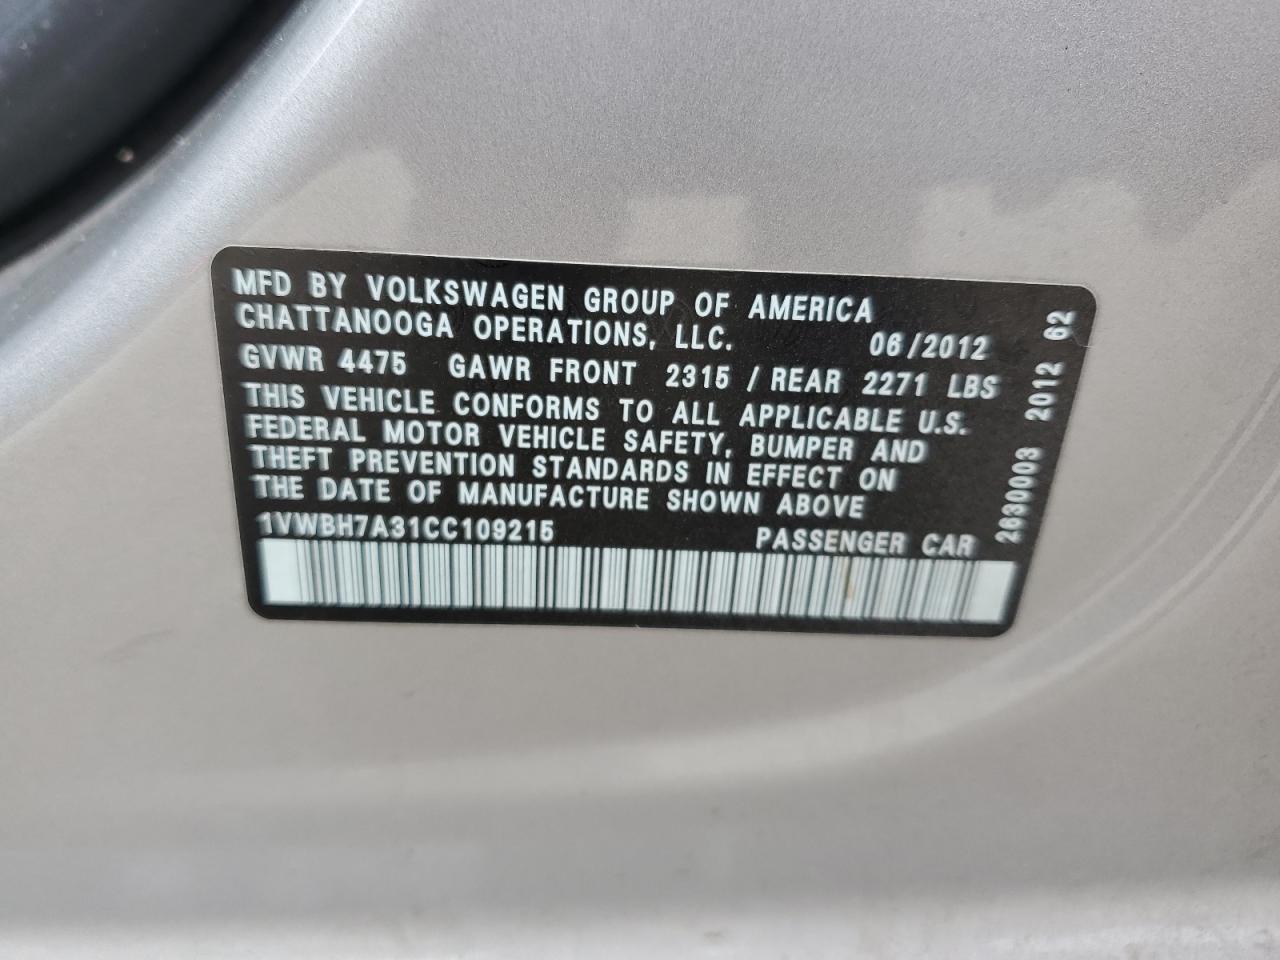 MFD BY VOLKSWAGEN GROUP OF AMERICA
CHATTANOOGA OPERATIONS, LLC. 06/2012
GVWR 4475 GAWR FRONT 2315 / REAR 2271 LBS
THIS VEHICLE CONFORMS TO ALL APPLICABLE U.S.
FEDERAL MOTOR VEHICLE SAFETY, BUMPER AND
THEFT PREVENTION STANDARDS IN EFFECT ON
THE DATE OF MANUFACTURE SHOWN ABOVE
1VWBH7A31CC109215 PASSENGER CAR
2630003 2012 62